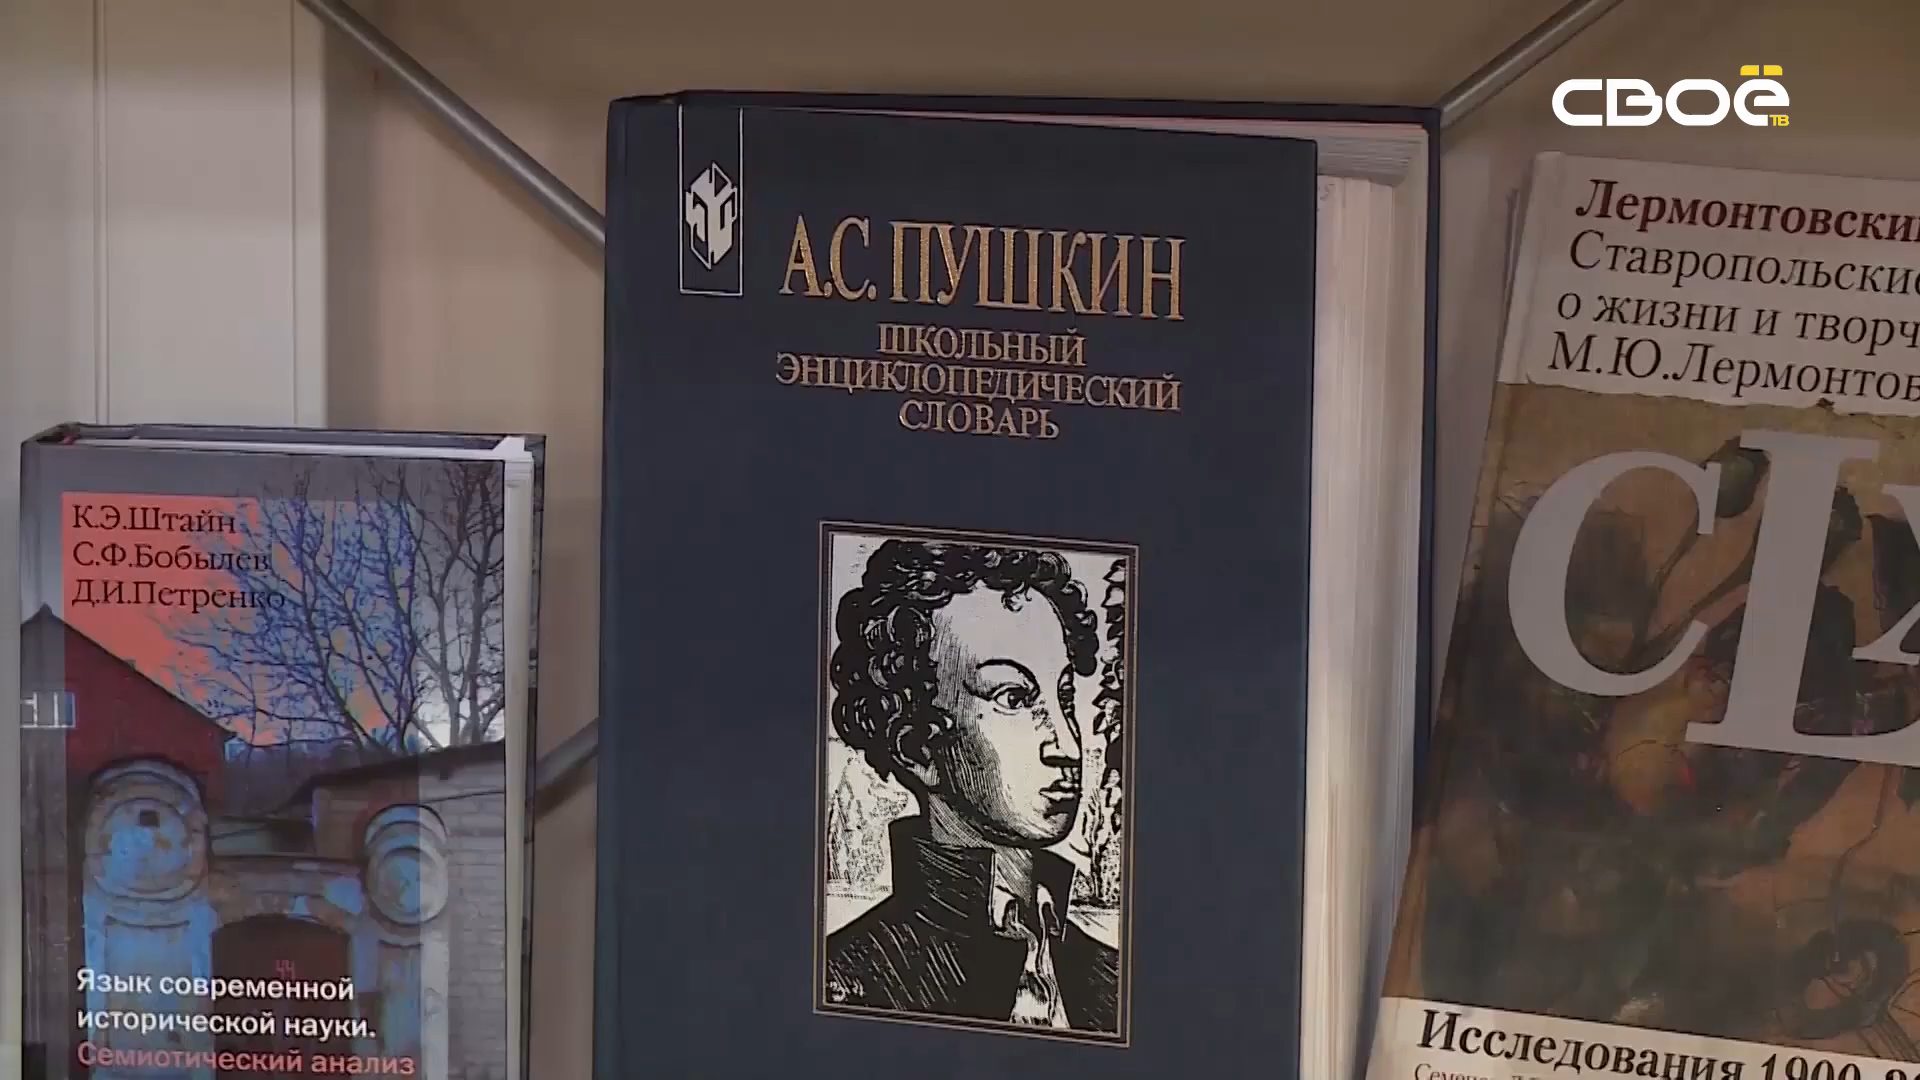 СВОЁ
ТВ
К.Э.Штайн
С.Ф.Бобылев
Д.И.Петренко
Язык современной
исторической науки.
Семиотический анализ
А.С. ПУШКИН
ШКОЛЬНЫЙ
ЭНЦИКЛОПЕДИЧЕСКИЙ
СЛОВАРЬ
Лермонтовски
Ставропольские
о жизни и творч
М.Ю.Лермонтов
Исследования 1900-